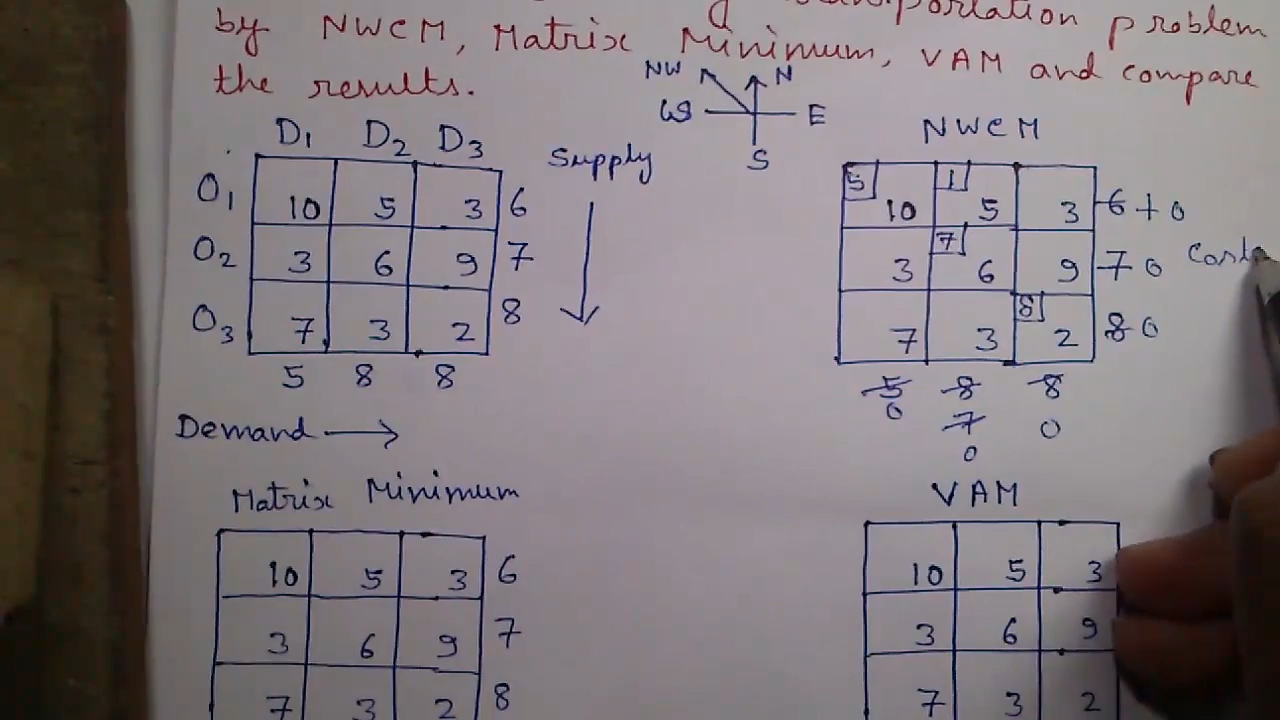 portation problem
by NWCM, Matrix Minimum, VAM and compare
the results.
NW N
W E
S
D1 D2 D3 Supply
O1 10 5 3 6
O2 3 6 9 7
O3 7 3 2 8
5 8 8
Demand
NWCM
5 1
10 5 3 6 1 0
7
3 6 9 7 0 Cost
8
7 3 2 8 0
5 8 8
0 7 0
0
Matrix Minimum
10 5 3 6
3 6 9 7
7 3 2 8
VAM
10 5 3
3 6 9
7 3 2